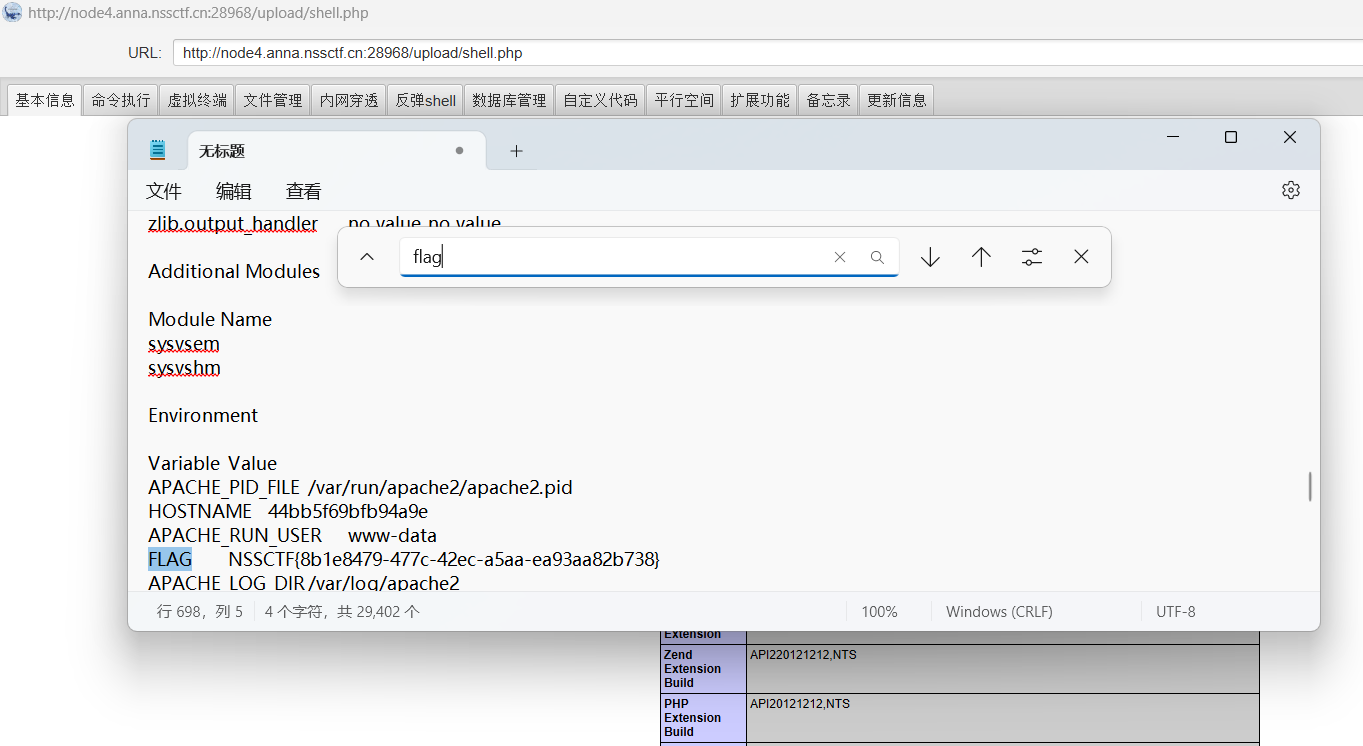 http://node4.anna.nssctf.cn:28968/upload/shell.php
URL: http://node4.anna.nssctf.cn:28968/upload/shell.php
基本信息 命令执行 虚拟终端 文件管理 内网穿透 反弹shell 数据库管理 自定义代码 平行空间 扩展功能 备忘录 更新信息
无标题
文件 编辑 查看
zlib.output_handler no value no value
flag
Additional Modules
Module Name
sysvsem
sysvshm
Environment
Variable Value
APACHE_PID_FILE /var/run/apache2/apache2.pid
HOSTNAME 44bb5f69bfb94a9e
APACHE_RUN_USER www-data
FLAG NSSCTF{8b1e8479-477c-42ec-a5aa-ea93aa82b738}
APACHE_LOG_DIR /var/log/apache2
行 698，列 5 4 个字符，共 29,402 个 100% Windows (CRLF) UTF-8
Extension
Zend Extension Build API220121212,NTS
PHP Extension Build API20121212,NTS